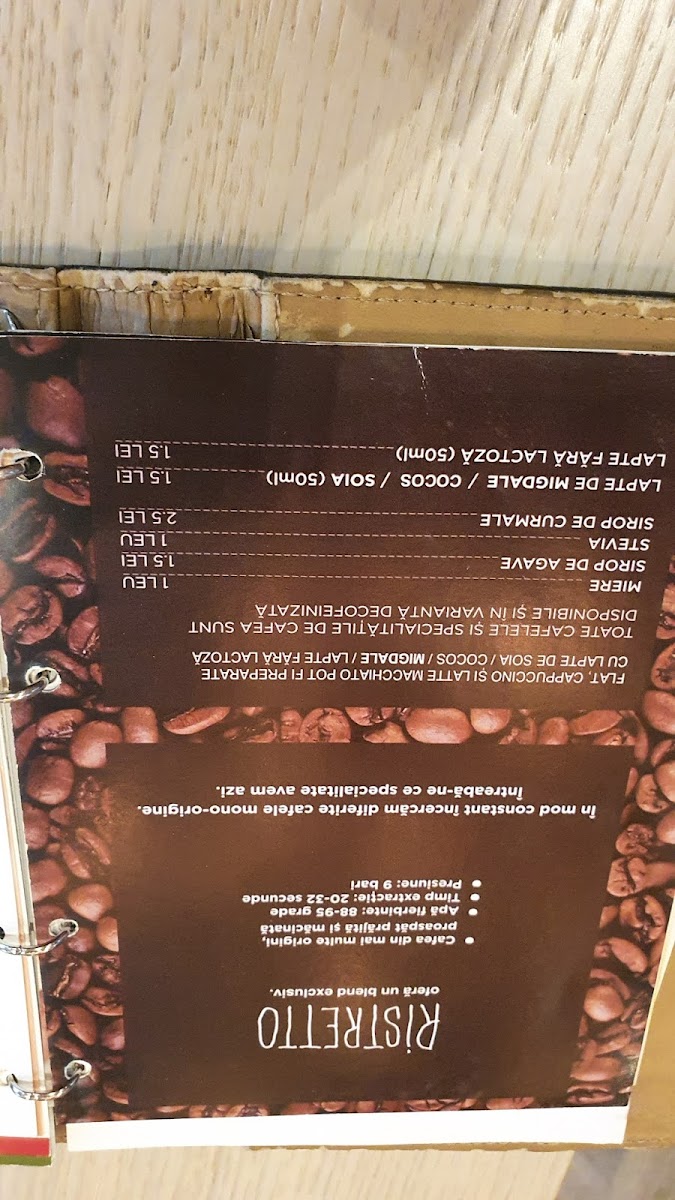 RISTRETTO
oferă un blend exclusiv.
● Cafea din mai multe origini,
proaspăt prăjită și măcinată
● Apă fierbinte: 88-95 grade
● Timp extracție: 20-32 secunde
● Presiune: 9 bari
În mod constant încercăm diferite cafele mono-origine.
Întreabă-ne ce specialitate avem azi.
FLAT, CAPPUCCINO ȘI LATTE MACCHIATO POT FI PREPARATE
CU LAPTE DE SOIA / COCOS / MIGDALE / LAPTE FĂRĂ LACTOZĂ
TOATE CAFELELE ȘI SPECIALITĂȚILE DE CAFEA SUNT
DISPONIBILE ȘI ÎN VARIANTĂ DECOFEINIZATĂ
MIERE 1 LEU
SIROP DE AGAVE 1.5 LEI
STEVIA 1 LEU
SIROP DE CURMALE 2.5 LEI
LAPTE DE MIGDALE / COCOS / SOIA (50ml) 1.5 LEI
LAPTE FĂRĂ LACTOZĂ (50ml) 1.5 LEI